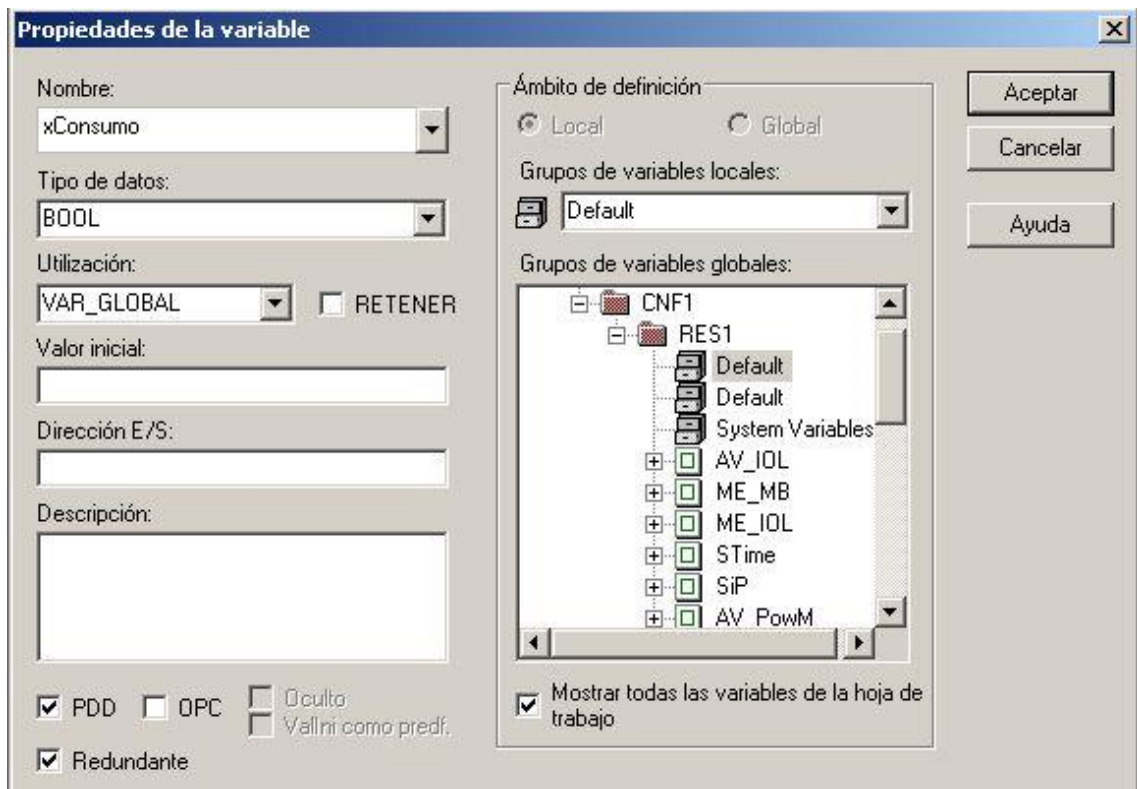 Propiedades de la variable
Nombre:
xConsumo
Tipo de datos:
BOOL
Utilización:
VAR_GLOBAL
RETENER
Valor inicial:
Dirección E/S:
Descripción:
PDD
OPC
Oculto
ValIni como predf.
Redundante
Ámbito de definición
Local
Global
Grupos de variables locales:
Default
Grupos de variables globales:
CNF1
RES1
Default
Default
System Variables
AV_IOL
ME_MB
ME_IOL
STime
SiP
AV_PowM
Mostrar todas las variables de la hoja de
trabajo
Aceptar
Cancelar
Ayuda